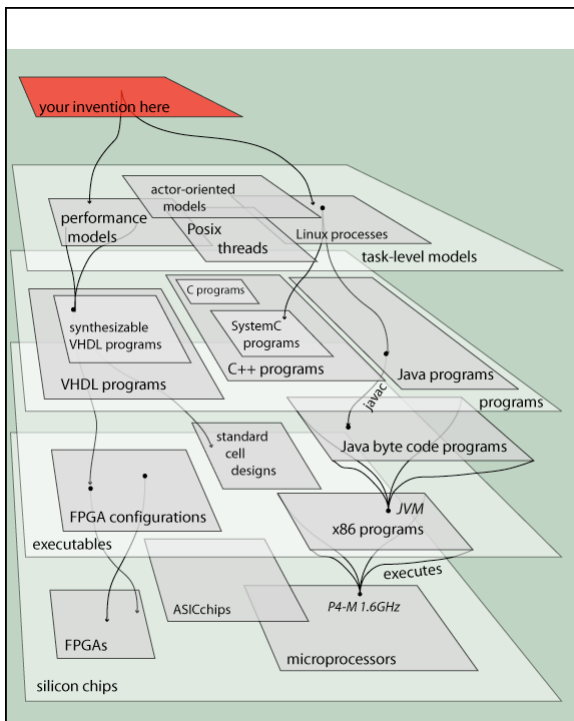 your invention here
actor-oriented
models
performance
models
Posix
threads
Linux processes
task-level models
C programs
synthesizable
VHDL programs
SystemC
programs
VHDL programs
C++ programs
Java programs
programs
javac
standard
cell
designs
Java byte code programs
FPGA configurations
JVM
x86 programs
executables
executes
ASICchips
P4-M 1.6GHz
FPGAs
microprocessors
silicon chips